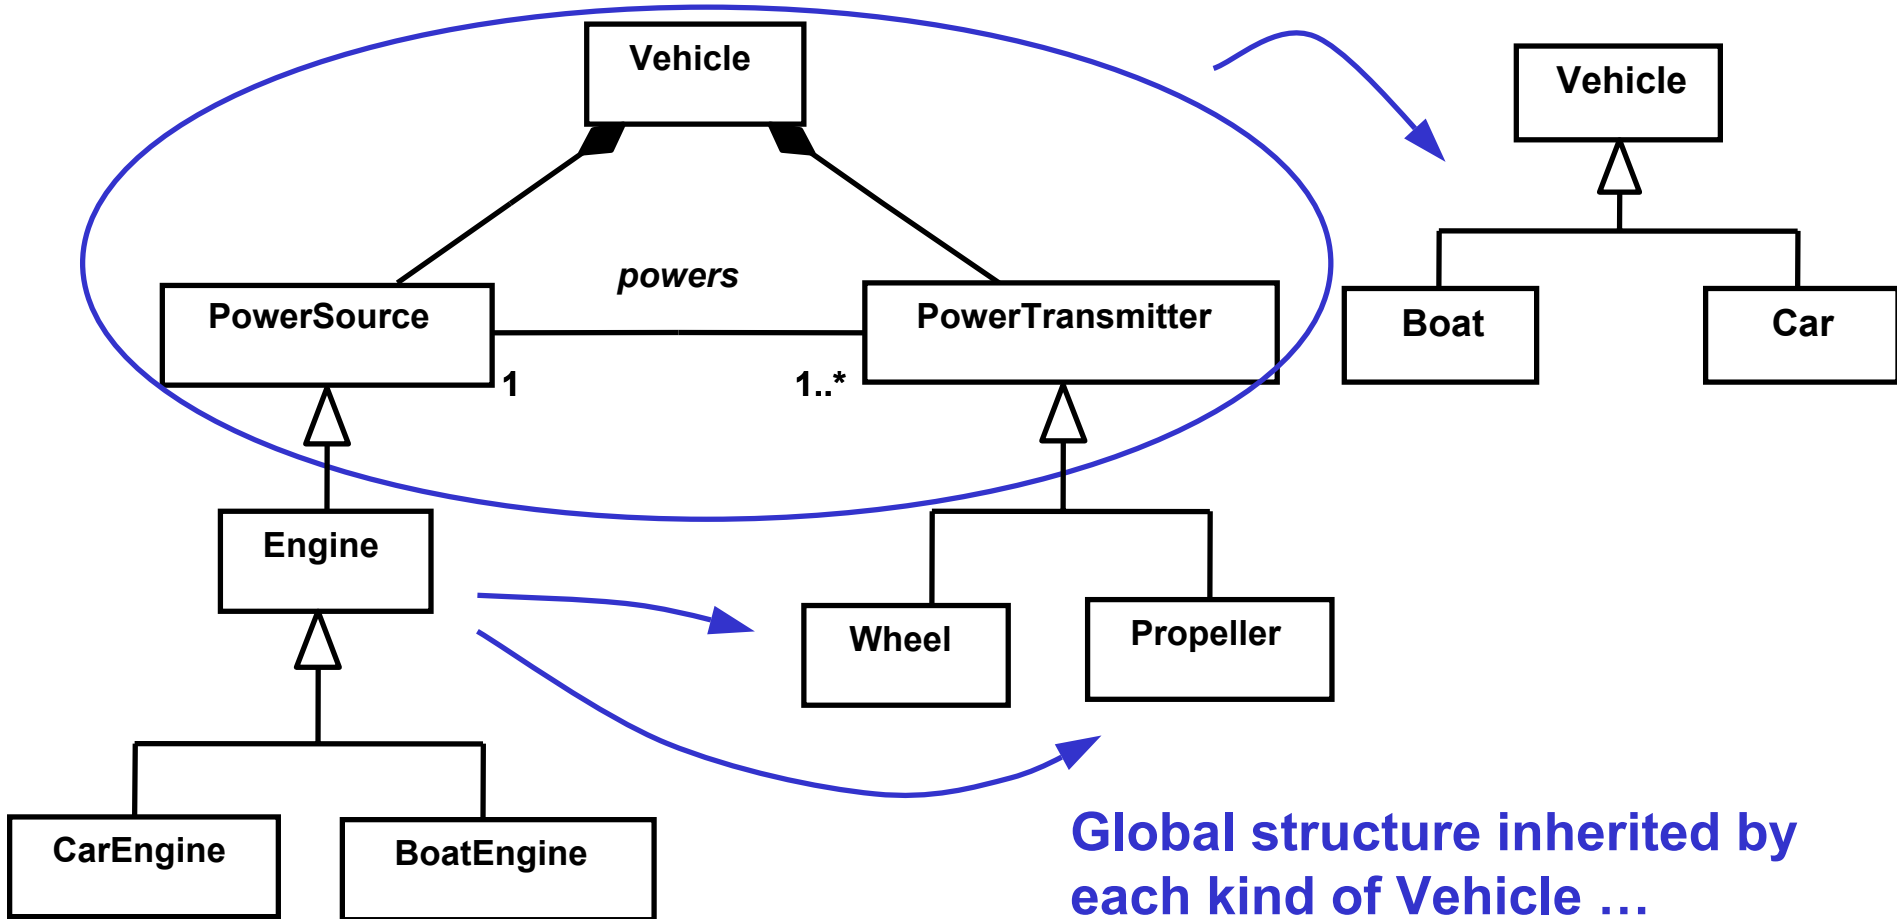 Vehicle
Vehicle
powers
PowerSource
PowerTransmitter
Boat
Car
1
1..*
Engine
Wheel
Propeller
CarEngine
BoatEngine
Global structure inherited by
each kind of Vehicle …